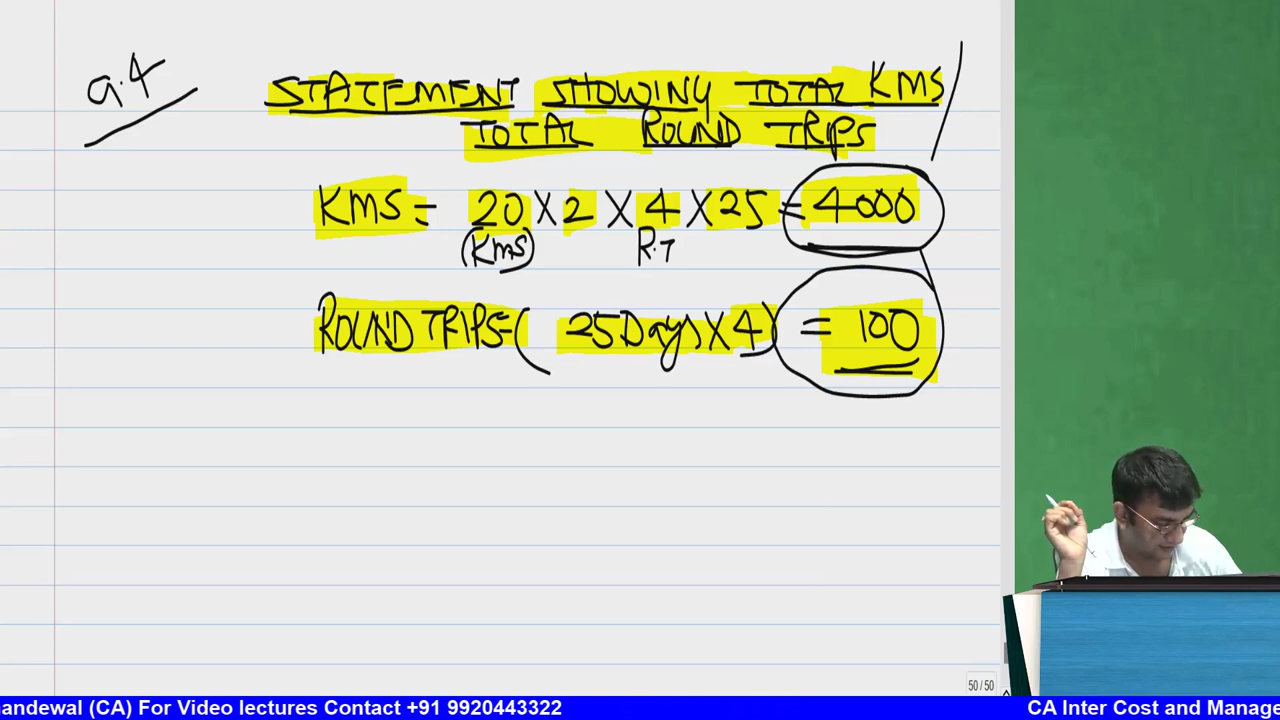 Q.4
STATEMENT SHOWING TOTAL KMS/
TOTAL ROUND TRIPS
KMS = 20 X 2 X 4 X 25 = 4000
(Kms) R.T
ROUND TRIPS = (25 Days X 4) = 100
50 / 50
andewal (CA) For Video lectures Contact +91 9920443322
CA Inter Cost and Manage